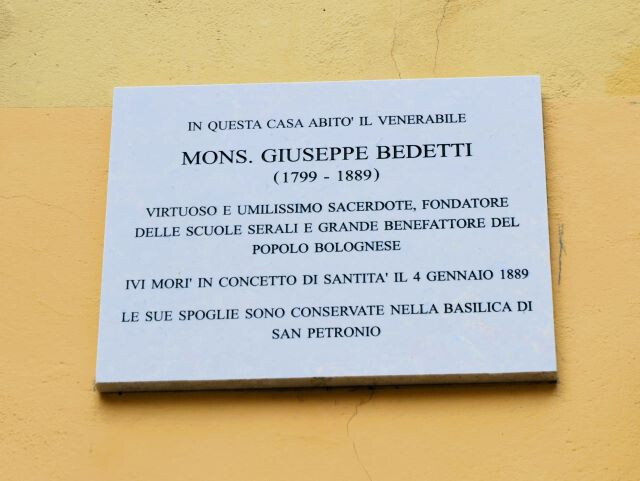 IN QUESTA CASA ABITO' IL VENERABILE
MONS. GIUSEPPE BEDETTI
(1799 - 1889)
VIRTUOSO E UMILISSIMO SACERDOTE, FONDATORE
DELLE SCUOLE SERALI E GRANDE BENEFATTORE DEL
POPOLO BOLOGNESE
IVI MORI' IN CONCETTO DI SANTITA' IL 4 GENNAIO 1889
LE SUE SPOGLIE SONO CONSERVATE NELLA BASILICA DI
SAN PETRONIO